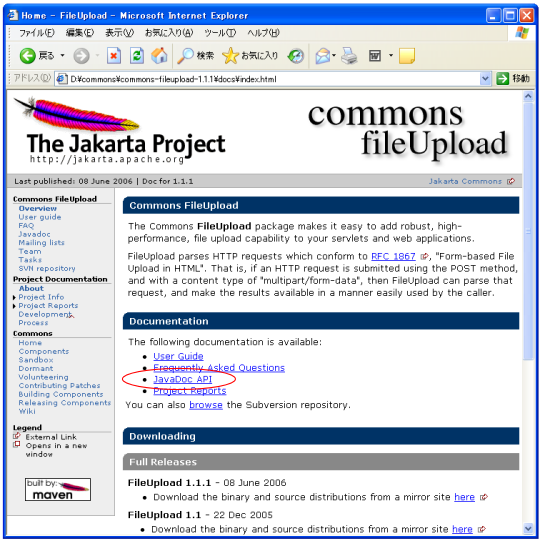 Home - FileUpload - Microsoft Internet Explorer
ファイル(F) 編集(E) 表示(V) お気に入り(A) ツール(T) ヘルプ(H)
戻る 検索 お気に入り
アドレス(D) D:¥commons¥commons-fileupload-1.1.1¥docs¥index.html 移動
The Jakarta Project
http://jakarta.apache.org
commons
fileUpload
Last published: 08 June 2006 | Doc for 1.1.1 Jakarta Commons
Commons FileUpload
Overview
User guide
FAQ
Javadoc
Mailing lists
Team
Tasks
SVN repository
Project Documentation
About
Project Info
Project Reports
Development
Process
Commons
Home
Components
Sandbox
Dormant
Volunteering
Contributing Patches
Building Components
Releasing Components
Wiki
Legend
External Link
Opens in a new
window
built by:
maven
Commons FileUpload
The Commons FileUpload package makes it easy to add robust, high-
performance, file upload capability to your servlets and web applications.
FileUpload parses HTTP requests which conform to RFC 1867 , "Form-based File
Upload in HTML". That is, if an HTTP request is submitted using the POST method,
and with a content type of "multipart/form-data", then FileUpload can parse that
request, and make the results available in a manner easily used by the caller.
Documentation
The following documentation is available:
User Guide
Frequently Asked Questions
JavaDoc API
Project Reports
You can also browse the Subversion repository.
Downloading
Full Releases
FileUpload 1.1.1 - 08 June 2006
Download the binary and source distributions from a mirror site here
FileUpload 1.1 - 22 Dec 2005
Download the binary and source distributions from a mirror site here